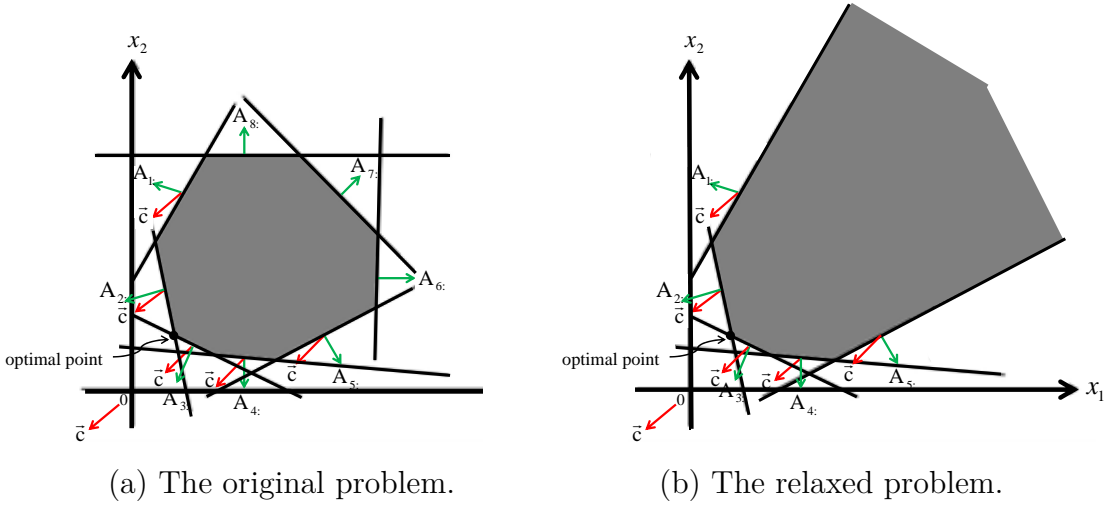 x₂
A₈:
A₁:
A₇:
c⃗
A₂:
A₆:
c⃗
optimal point
c⃗
c⃗
c⃗
A₅:
A₃:
A₄:
0
c⃗
(a) The original problem.
x₂
A₁:
c⃗
A₂:
c⃗
optimal point
c⃗
c⃗
c⃗
A₅:
A₃:
A₄:
0
x₁
c⃗
(b) The relaxed problem.